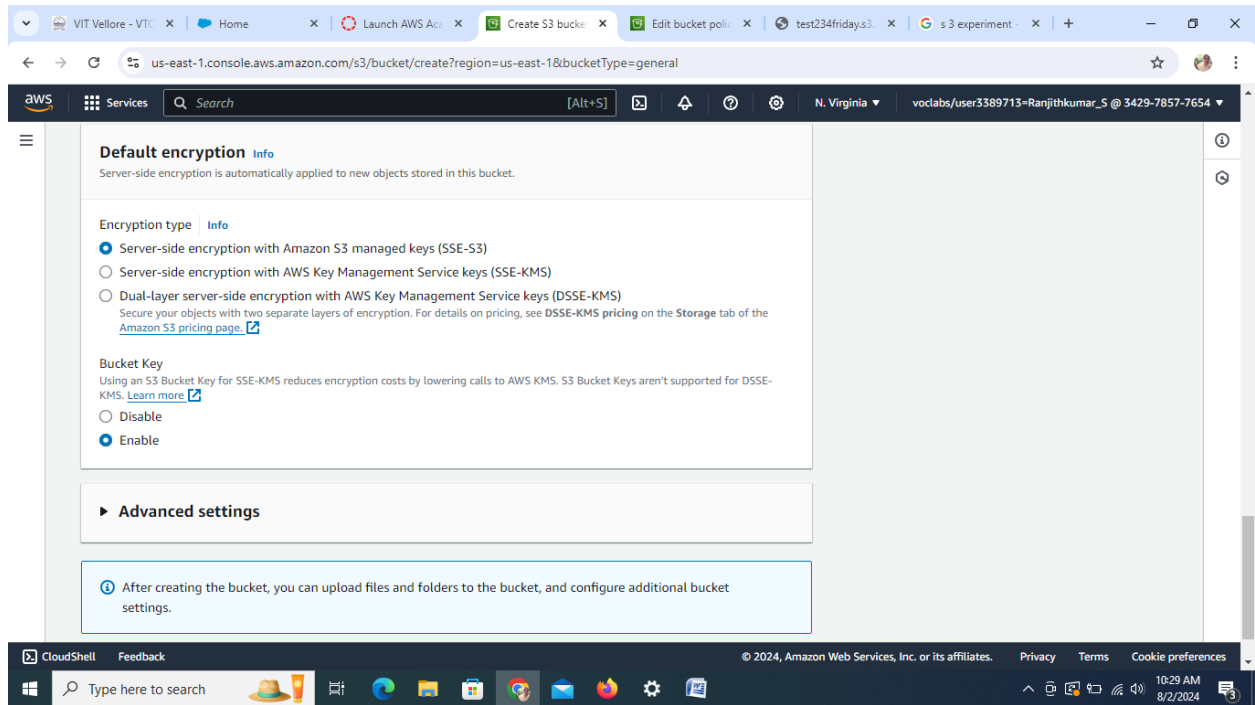 VIT Vellore - VTC
Home
Launch AWS Aca
Create S3 bucke
Edit bucket polic
test234friday.s3.
s 3 experiment -
us-east-1.console.aws.amazon.com/s3/bucket/create?region=us-east-1&bucketType=general
aws Services Search [Alt+S] N. Virginia voclabs/user3389713=Ranjithkumar_S @ 3429-7857-7654
Default encryption Info
Server-side encryption is automatically applied to new objects stored in this bucket.
Encryption type Info
Server-side encryption with Amazon S3 managed keys (SSE-S3)
Server-side encryption with AWS Key Management Service keys (SSE-KMS)
Dual-layer server-side encryption with AWS Key Management Service keys (DSSE-KMS)
Secure your objects with two separate layers of encryption. For details on pricing, see DSSE-KMS pricing on the Storage tab of the
Amazon S3 pricing page.
Bucket Key
Using an S3 Bucket Key for SSE-KMS reduces encryption costs by lowering calls to AWS KMS. S3 Bucket Keys aren't supported for DSSE-
KMS. Learn more
Disable
Enable
Advanced settings
After creating the bucket, you can upload files and folders to the bucket, and configure additional bucket
settings.
CloudShell Feedback © 2024, Amazon Web Services, Inc. or its affiliates. Privacy Terms Cookie preferences
Type here to search
10:29 AM
8/2/2024
3